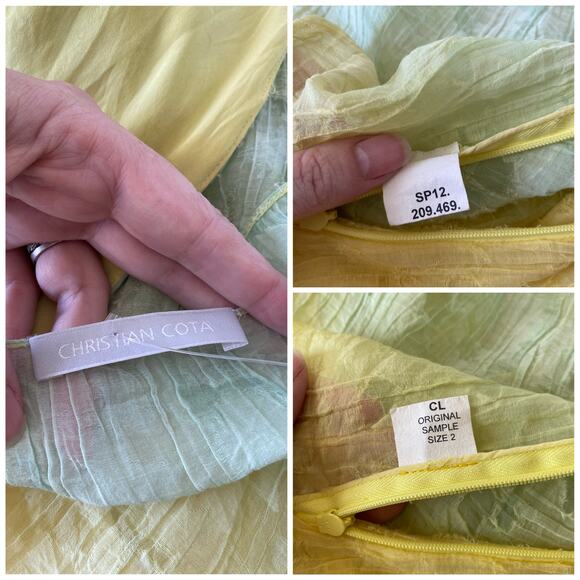 CHRISTIAN COTA
SP12.
209.469.
CL
ORIGINAL
SAMPLE
SIZE 2